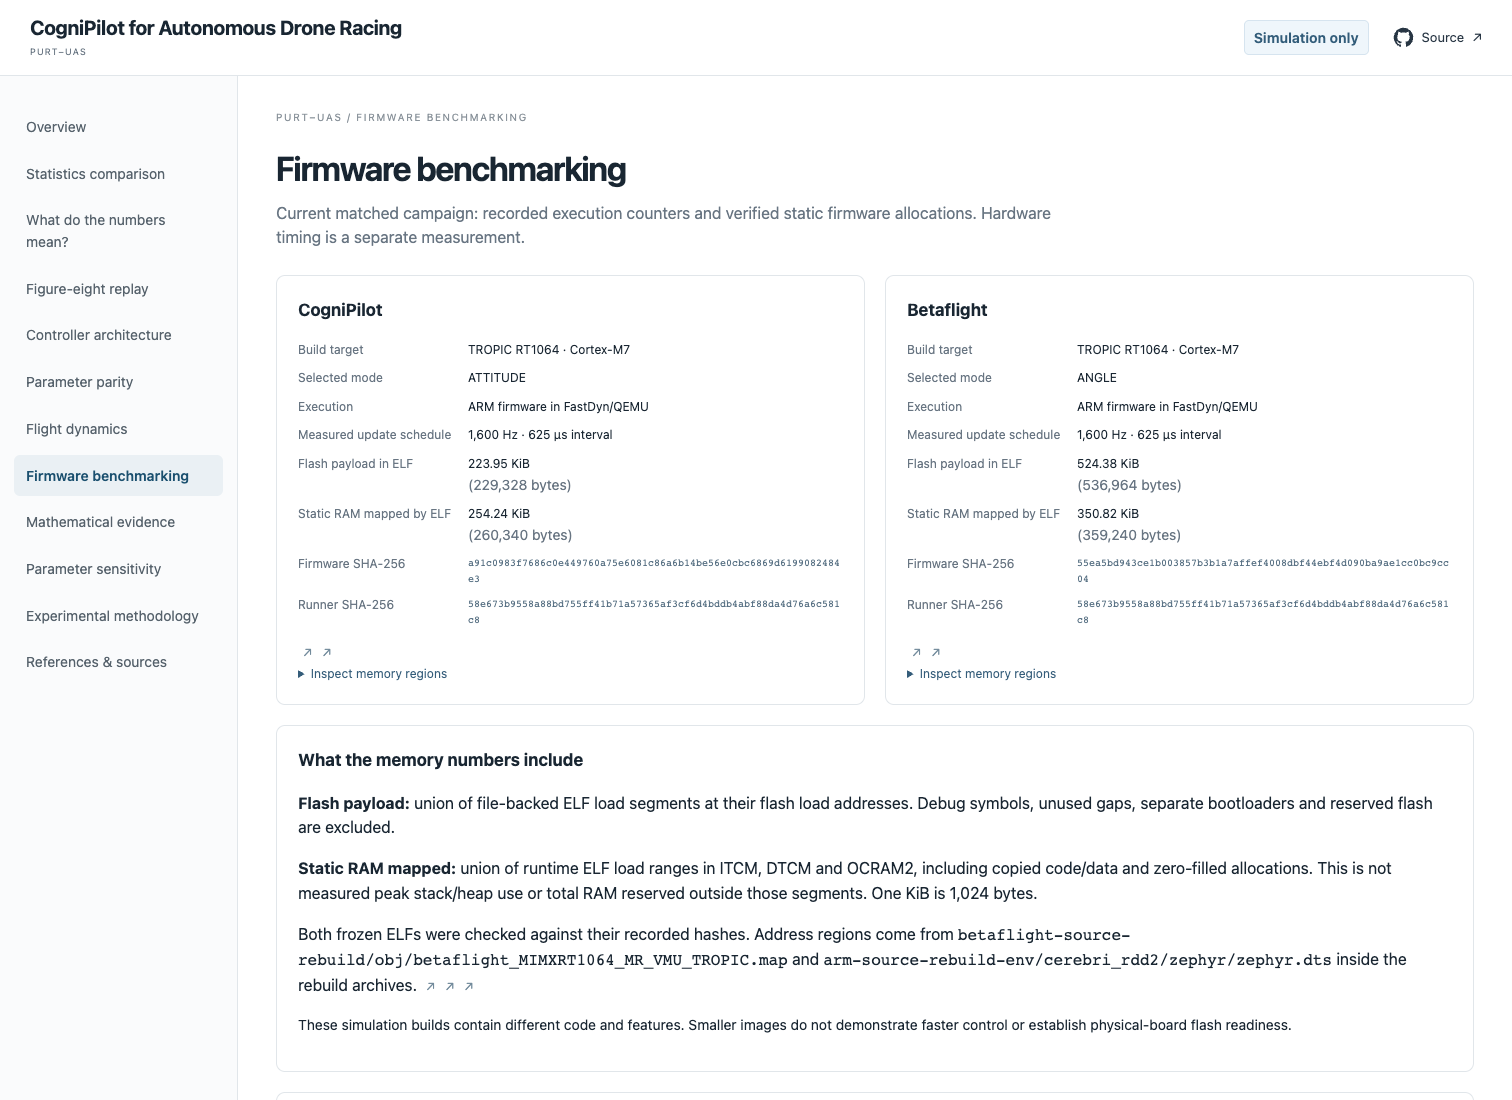 CogniPilot for Autonomous Drone Racing
PURT–UAS
Simulation only
Source ↗
Overview
Statistics comparison
What do the numbers
mean?
Figure-eight replay
Controller architecture
Parameter parity
Flight dynamics
Firmware benchmarking
Mathematical evidence
Parameter sensitivity
Experimental methodology
References & sources
PURT–UAS / FIRMWARE BENCHMARKING
Firmware benchmarking
Current matched campaign: recorded execution counters and verified static firmware allocations. Hardware
timing is a separate measurement.
CogniPilot
Build target TROPIC RT1064 · Cortex-M7
Selected mode ATTITUDE
Execution ARM firmware in FastDyn/QEMU
Measured update schedule 1,600 Hz · 625 µs interval
Flash payload in ELF 223.95 KiB
(229,328 bytes)
Static RAM mapped by ELF 254.24 KiB
(260,340 bytes)
Firmware SHA-256 a91c0983f7686c0e449760a75e6081c86a6b14be56e0cbc6869d6199082484
e3
Runner SHA-256 58e673b9558a88bd755ff41b71a57365af3cf6d4bddb4abf88da4d76a6c581
c8
↗ ↗
▶ Inspect memory regions
Betaflight
Build target TROPIC RT1064 · Cortex-M7
Selected mode ANGLE
Execution ARM firmware in FastDyn/QEMU
Measured update schedule 1,600 Hz · 625 µs interval
Flash payload in ELF 524.38 KiB
(536,964 bytes)
Static RAM mapped by ELF 350.82 KiB
(359,240 bytes)
Firmware SHA-256 55ea5bd943ce1b003857b3b1a7affef4008dbf44ebf4d090ba9ae1cc0bc9cc
04
Runner SHA-256 58e673b9558a88bd755ff41b71a57365af3cf6d4bddb4abf88da4d76a6c581
c8
↗ ↗
▶ Inspect memory regions
What the memory numbers include
Flash payload: union of file-backed ELF load segments at their flash load addresses. Debug symbols, unused gaps, separate bootloaders and reserved flash
are excluded.
Static RAM mapped: union of runtime ELF load ranges in ITCM, DTCM and OCRAM2, including copied code/data and zero-filled allocations. This is not
measured peak stack/heap use or total RAM reserved outside those segments. One KiB is 1,024 bytes.
Both frozen ELFs were checked against their recorded hashes. Address regions come from betaflight-source-
rebuild/obj/betaflight_MIMXRT1064_MR_VMU_TROPIC.map and arm-source-rebuild-env/cerebri_rdd2/zephyr/zephyr.dts inside the
rebuild archives. ↗ ↗ ↗
These simulation builds contain different code and features. Smaller images do not demonstrate faster control or establish physical-board flash readiness.